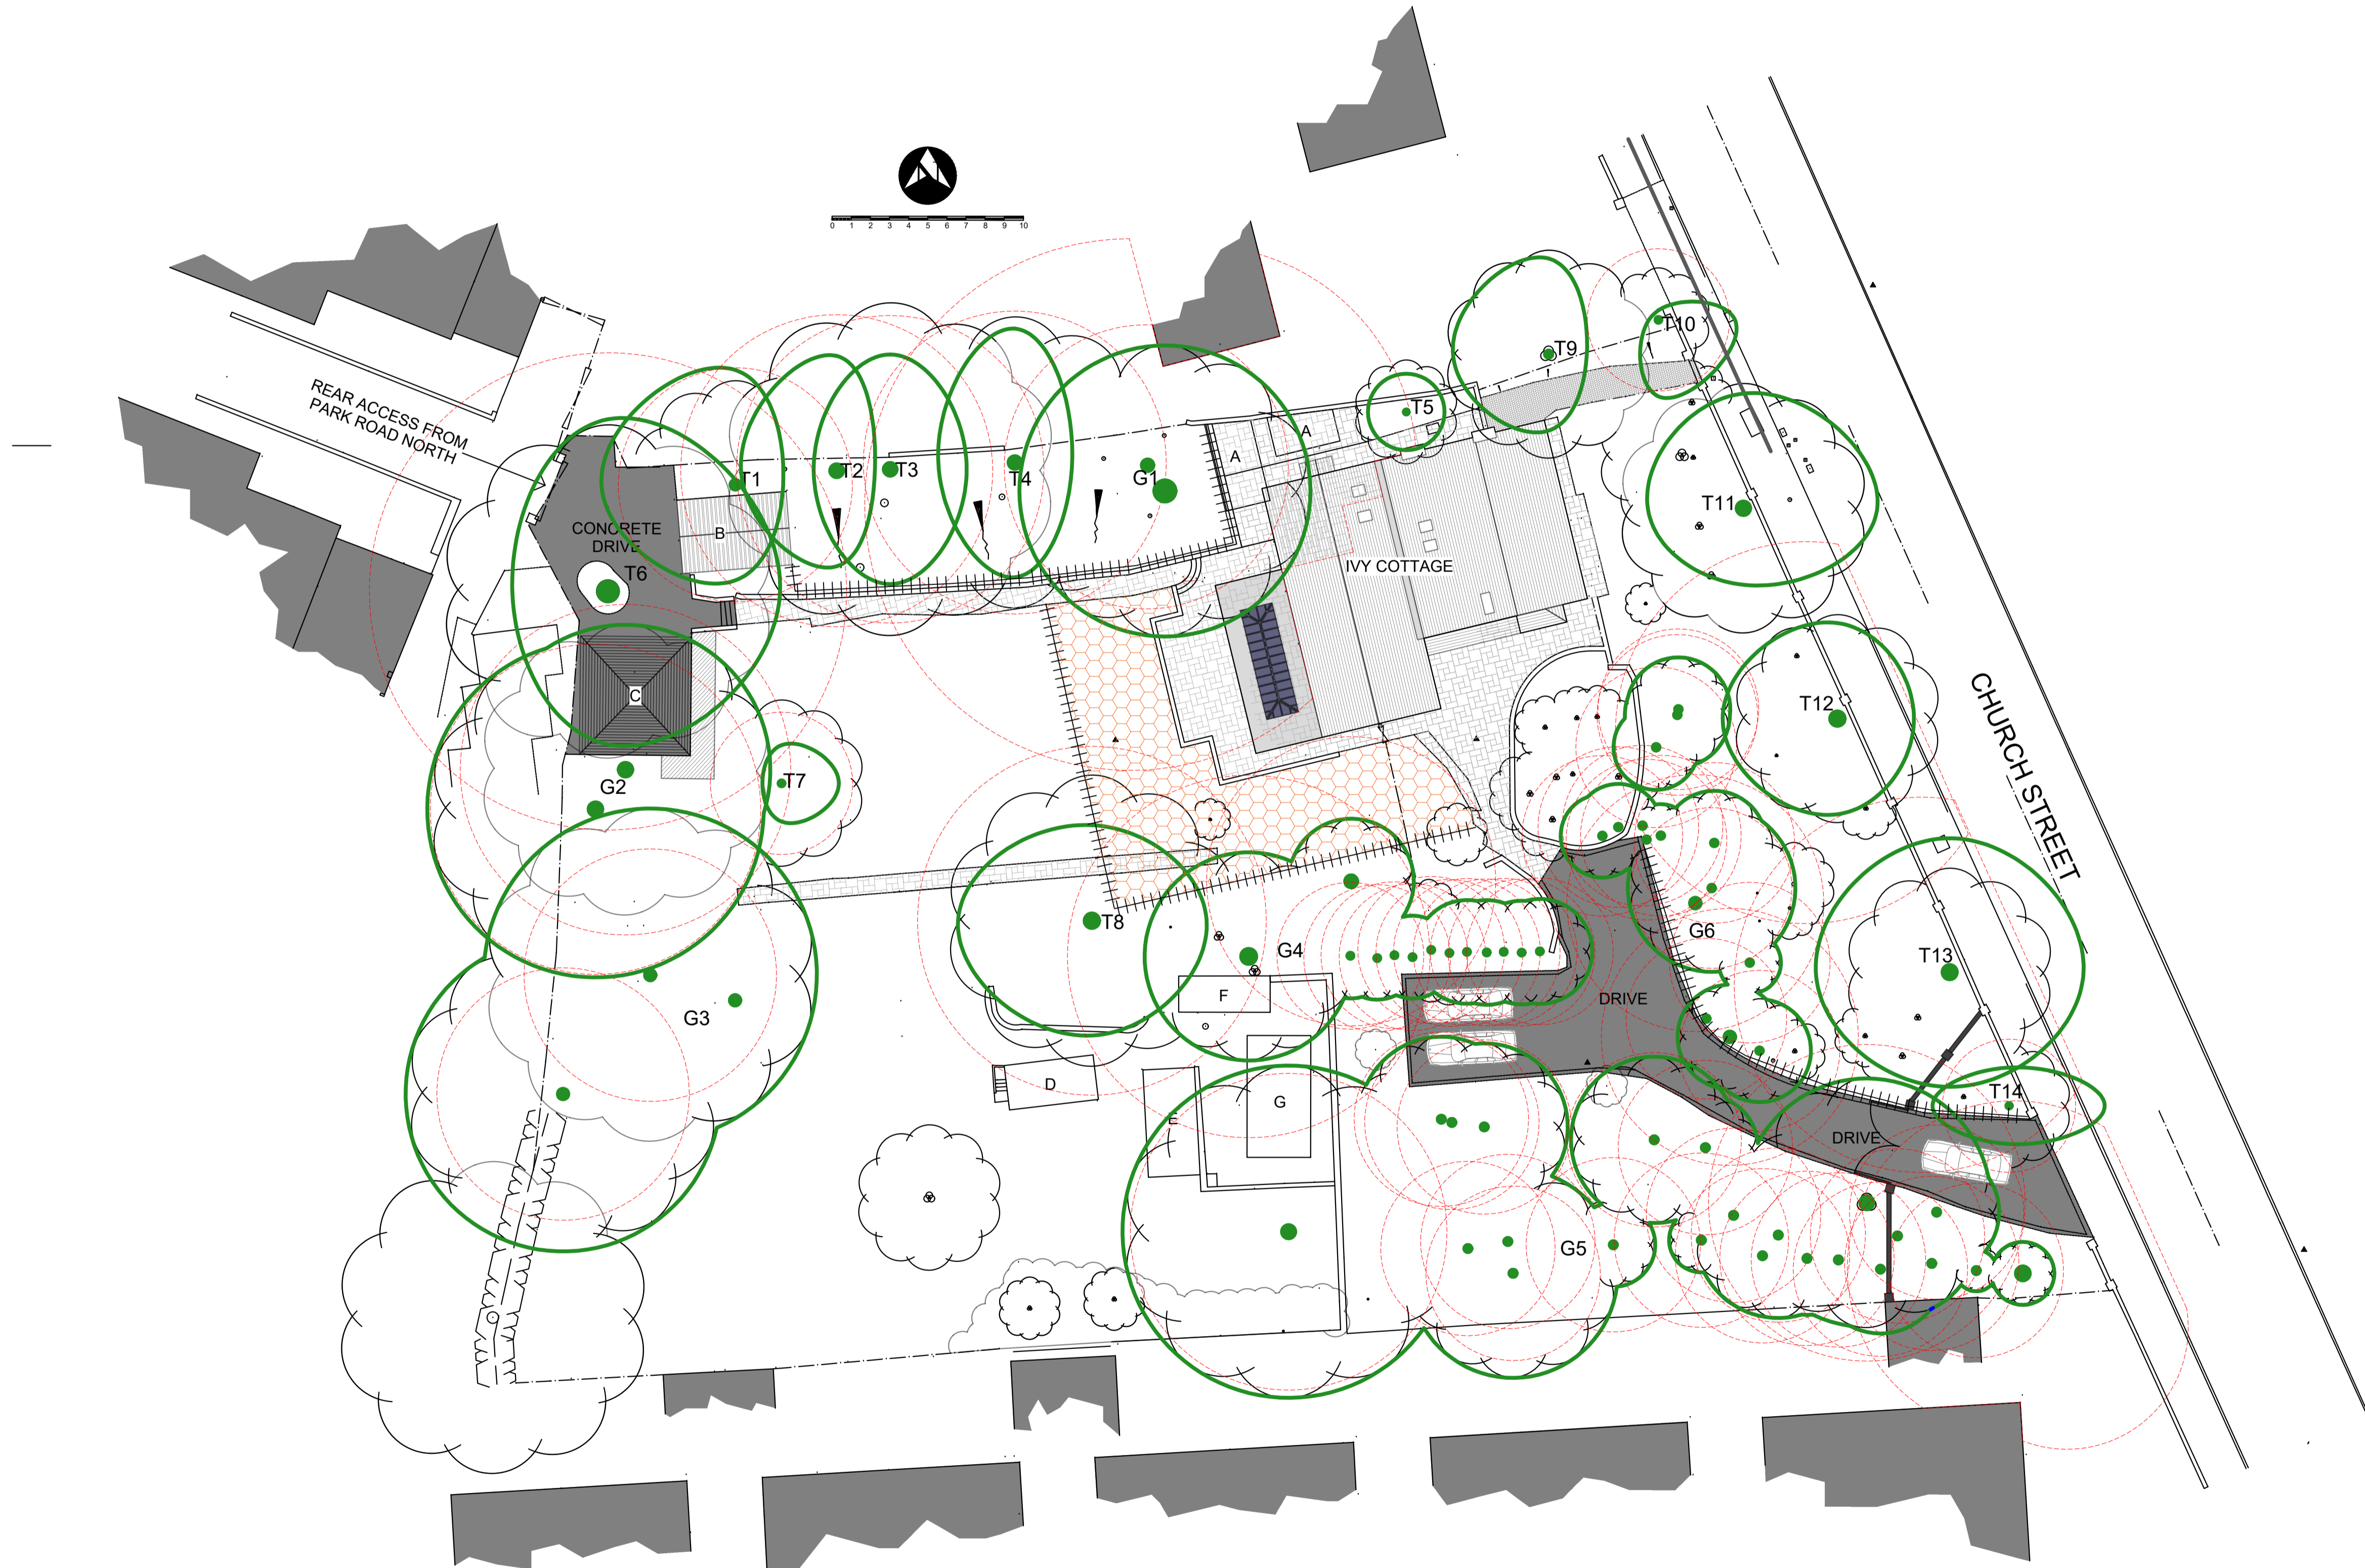 0 1 2 3 4 5 6 7 8 9 10
REAR ACCESS FROM
PARK ROAD NORTH
T10
T9
T5
A
A
T1
T2
T3
T4
G1
T11
B
CONCRETE
DRIVE
T6
IVY COTTAGE
C
T12
CHURCH STREET
G2
T7
T8
G4
G6
T13
F
DRIVE
G3
D
G
E
T14
DRIVE
G5